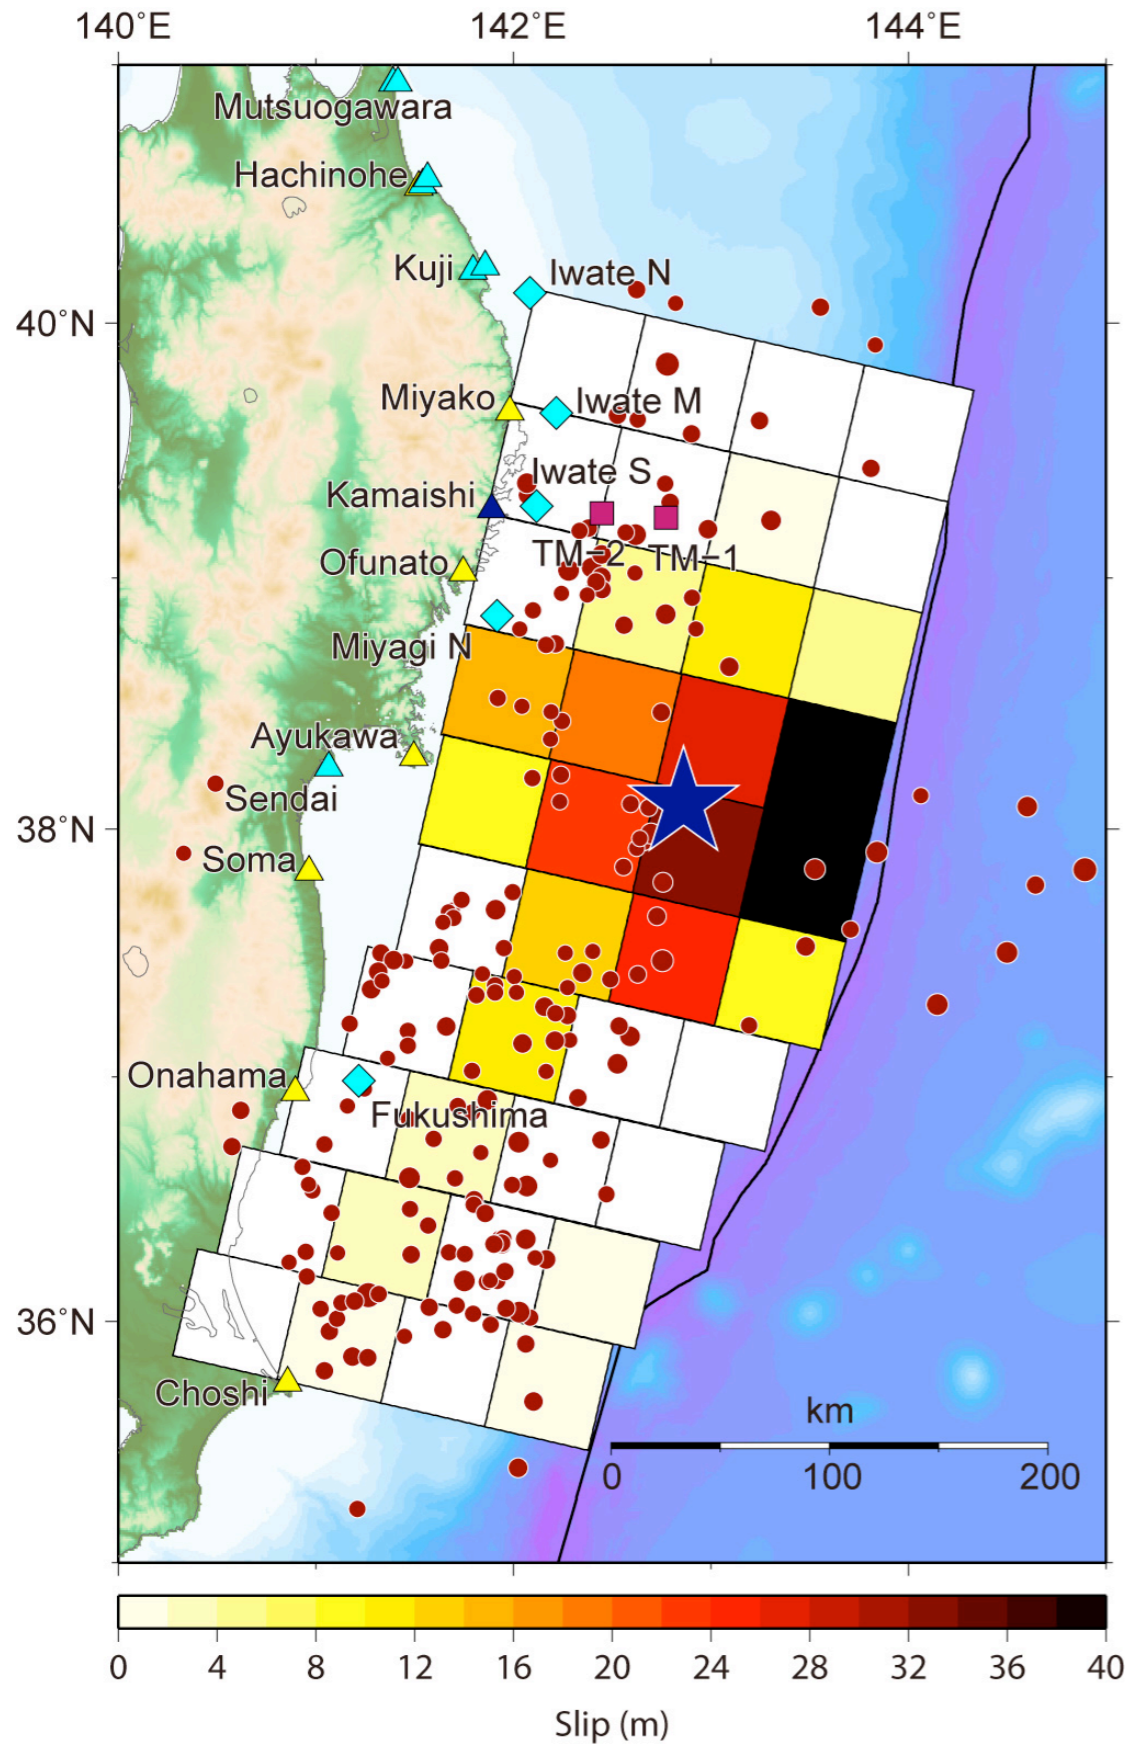 140°E 142°E 144°E
Mutsuogawara
Hachinohe
Kuji
Iwate N
40°N
Miyako
Iwate M
Iwate S
Kamaishi
TM−2 TM−1
Ofunato
Miyagi N
Ayukawa
Sendai
38°N
Soma
Onahama
Fukushima
36°N
Choshi
km
0 100 200
0 4 8 12 16 20 24 28 32 36 40
Slip (m)